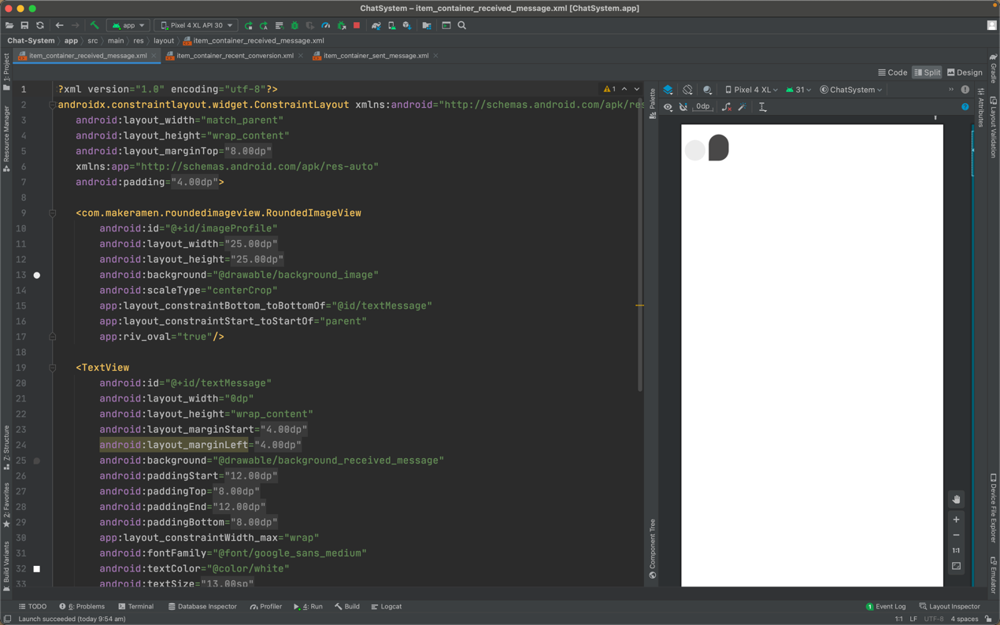 ChatSystem – item_container_received_message.xml [ChatSystem.app]
app
Pixel 4 XL API 30
Chat-System
app
src
main
res
layout
item_container_received_message.xml
item_container_received_message.xml
item_container_recent_conversion.xml
item_container_sent_message.xml
Code
Split
Design
1: Project
Resource Manager
Z: Structure
2: Favorites
Build Variants
1 ?xml version="1.0" encoding="utf-8"?>
2 androidx.constraintlayout.widget.ConstraintLayout xmlns:android="http://schemas.android.com/apk/res
3 android:layout_width="match_parent"
4 android:layout_height="wrap_content"
5 android:layout_marginTop="8.00dp"
6 xmlns:app="http://schemas.android.com/apk/res-auto"
7 android:padding="4.00dp">
8
9 <com.makeramen.roundedimageview.RoundedImageView
10 android:id="@+id/imageProfile"
11 android:layout_width="25.00dp"
12 android:layout_height="25.00dp"
13 android:background="@drawable/background_image"
14 android:scaleType="centerCrop"
15 app:layout_constraintBottom_toBottomOf="@id/textMessage"
16 app:layout_constraintStart_toStartOf="parent"
17 app:riv_oval="true"/>
18
19 <TextView
20 android:id="@+id/textMessage"
21 android:layout_width="0dp"
22 android:layout_height="wrap_content"
23 android:layout_marginStart="4.00dp"
24 android:layout_marginLeft="4.00dp"
25 android:background="@drawable/background_received_message"
26 android:paddingStart="12.00dp"
27 android:paddingTop="8.00dp"
28 android:paddingEnd="12.00dp"
29 android:paddingBottom="8.00dp"
30 app:layout_constraintWidth_max="wrap"
31 android:fontFamily="@font/google_sans_medium"
32 android:textColor="@color/white"
33 android:textSize="13.00sp"
1
Palette
Component Tree
Pixel 4 XL
31
ChatSystem
0dp
1:1
Gradle
Layout Validation
Attributes
Device File Explorer
Emulator
TODO
6: Problems
Terminal
Database Inspector
Profiler
4: Run
Build
Logcat
1 Event Log
Layout Inspector
Launch succeeded (today 9:54 am)
1:1
LF
UTF-8
4 spaces